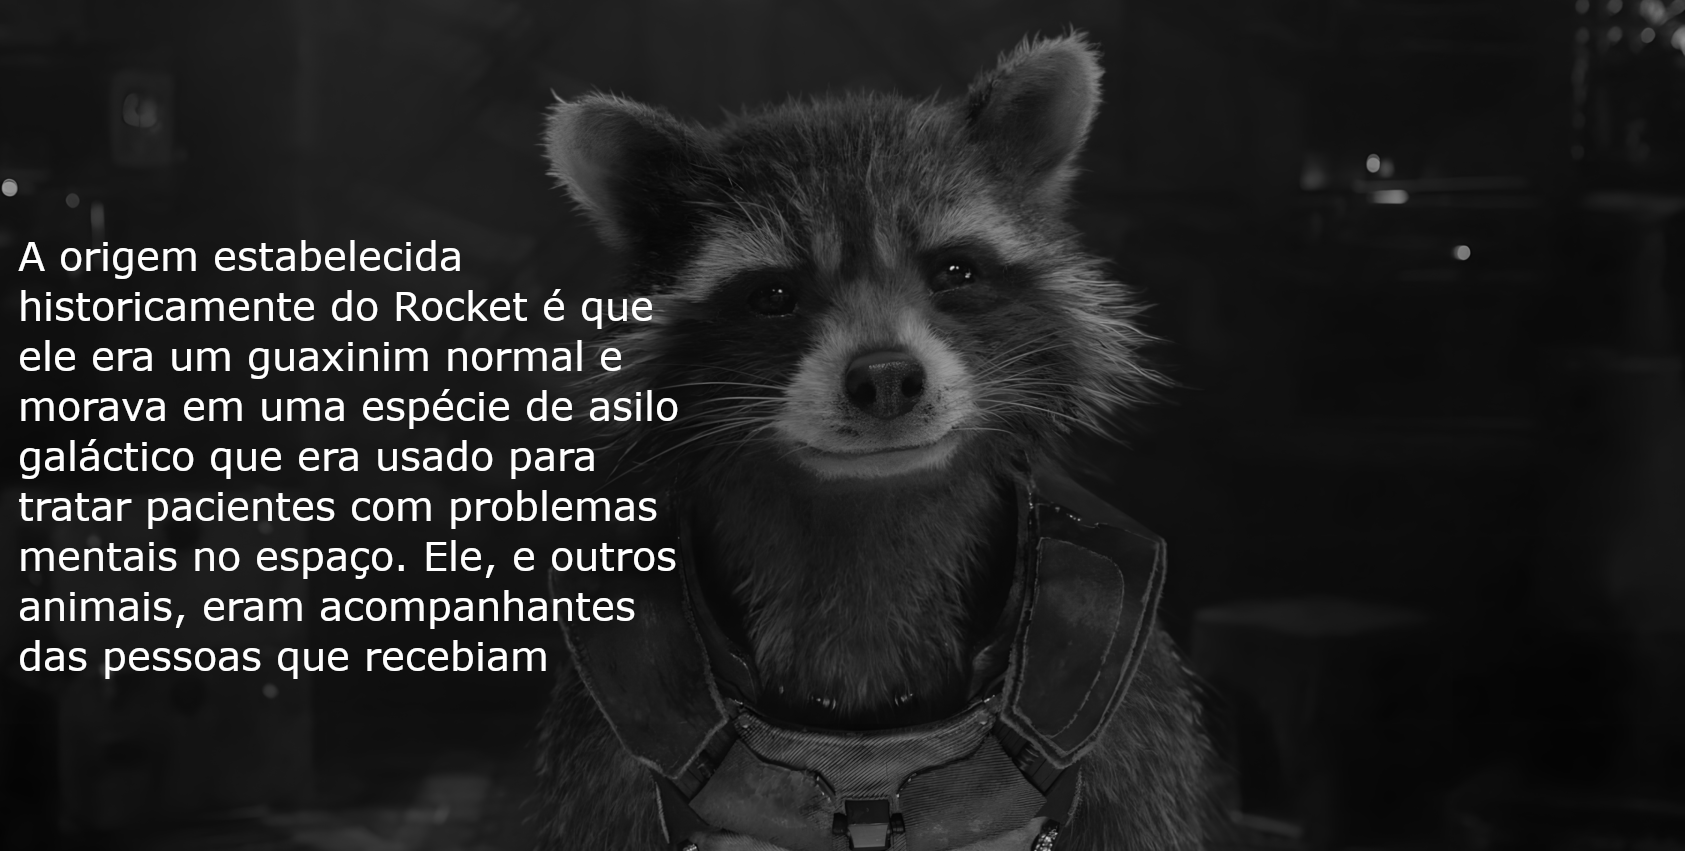 A origem estabelecida
historicamente do Rocket é que
ele era um guaxinim normal e
morava em uma espécie de asilo
galáctico que era usado para
tratar pacientes com problemas
mentais no espaço. Ele, e outros
animais, eram acompanhantes
das pessoas que recebiam